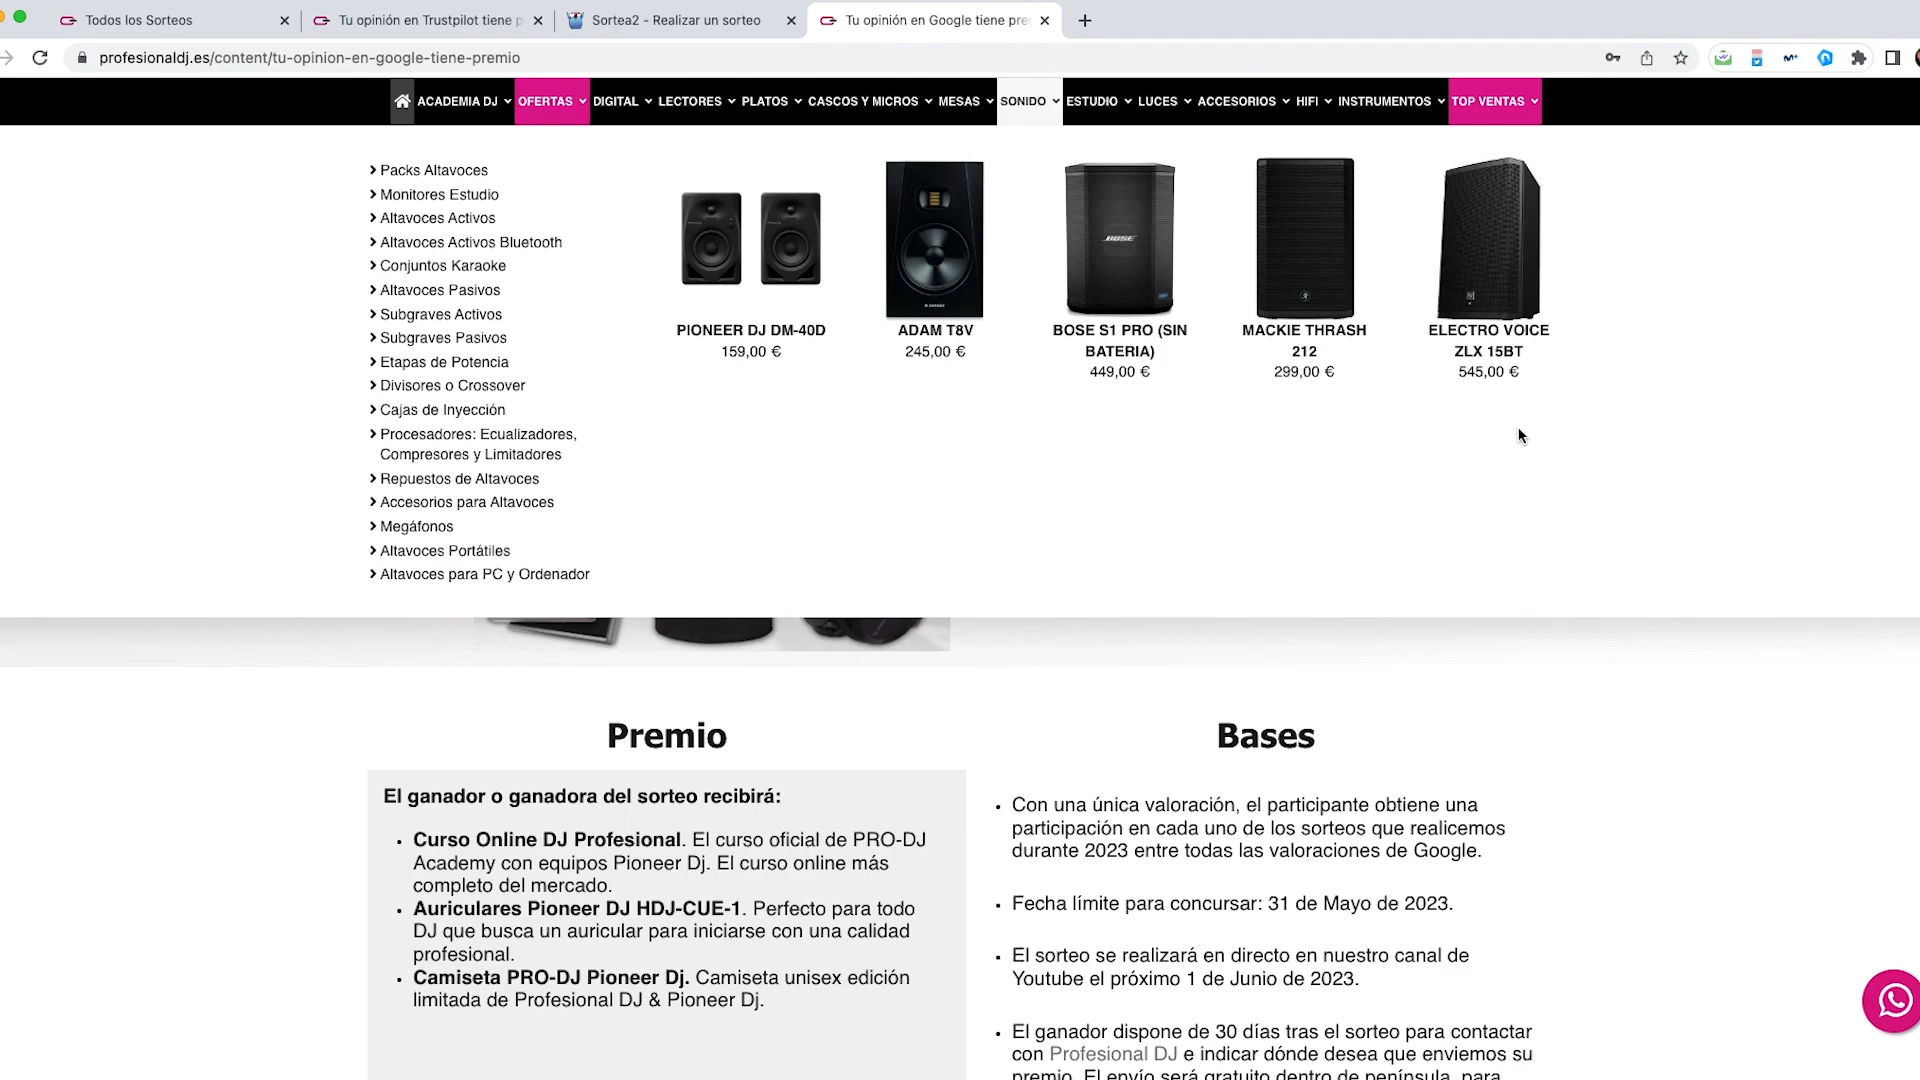 Todos los Sorteos
Tu opinión en Trustpilot tiene p
Sortea2 - Realizar un sorteo
Tu opinión en Google tiene pre
profesionaldj.es/content/tu-opinion-en-google-tiene-premio
ACADEMIA DJ OFERTAS DIGITAL LECTORES PLATOS CASCOS Y MICROS MESAS SONIDO ESTUDIO LUCES ACCESORIOS HIFI INSTRUMENTOS TOP VENTAS
Packs Altavoces
Monitores Estudio
Altavoces Activos
Altavoces Activos Bluetooth
Conjuntos Karaoke
Altavoces Pasivos
Subgraves Activos
Subgraves Pasivos
Etapas de Potencia
Divisores o Crossover
Cajas de Inyección
Procesadores: Ecualizadores,
Compresores y Limitadores
Repuestos de Altavoces
Accesorios para Altavoces
Megáfonos
Altavoces Portátiles
Altavoces para PC y Ordenador
BOSE
PIONEER DJ DM-40D
159,00 €
ADAM T8V
245,00 €
BOSE S1 PRO (SIN
BATERIA)
449,00 €
MACKIE THRASH
212
299,00 €
ELECTRO VOICE
ZLX 15BT
545,00 €
Premio
El ganador o ganadora del sorteo recibirá:
Curso Online DJ Profesional. El curso oficial de PRO-DJ
Academy con equipos Pioneer Dj. El curso online más
completo del mercado.
Auriculares Pioneer DJ HDJ-CUE-1. Perfecto para todo
DJ que busca un auricular para iniciarse con una calidad
profesional.
Camiseta PRO-DJ Pioneer Dj. Camiseta unisex edición
limitada de Profesional DJ & Pioneer Dj.
Bases
Con una única valoración, el participante obtiene una
participación en cada uno de los sorteos que realicemos
durante 2023 entre todas las valoraciones de Google.
Fecha límite para concursar: 31 de Mayo de 2023.
El sorteo se realizará en directo en nuestro canal de
Youtube el próximo 1 de Junio de 2023.
El ganador dispone de 30 días tras el sorteo para contactar
con Profesional DJ e indicar dónde desea que enviemos su
premio. El envío será gratuito dentro de península, para